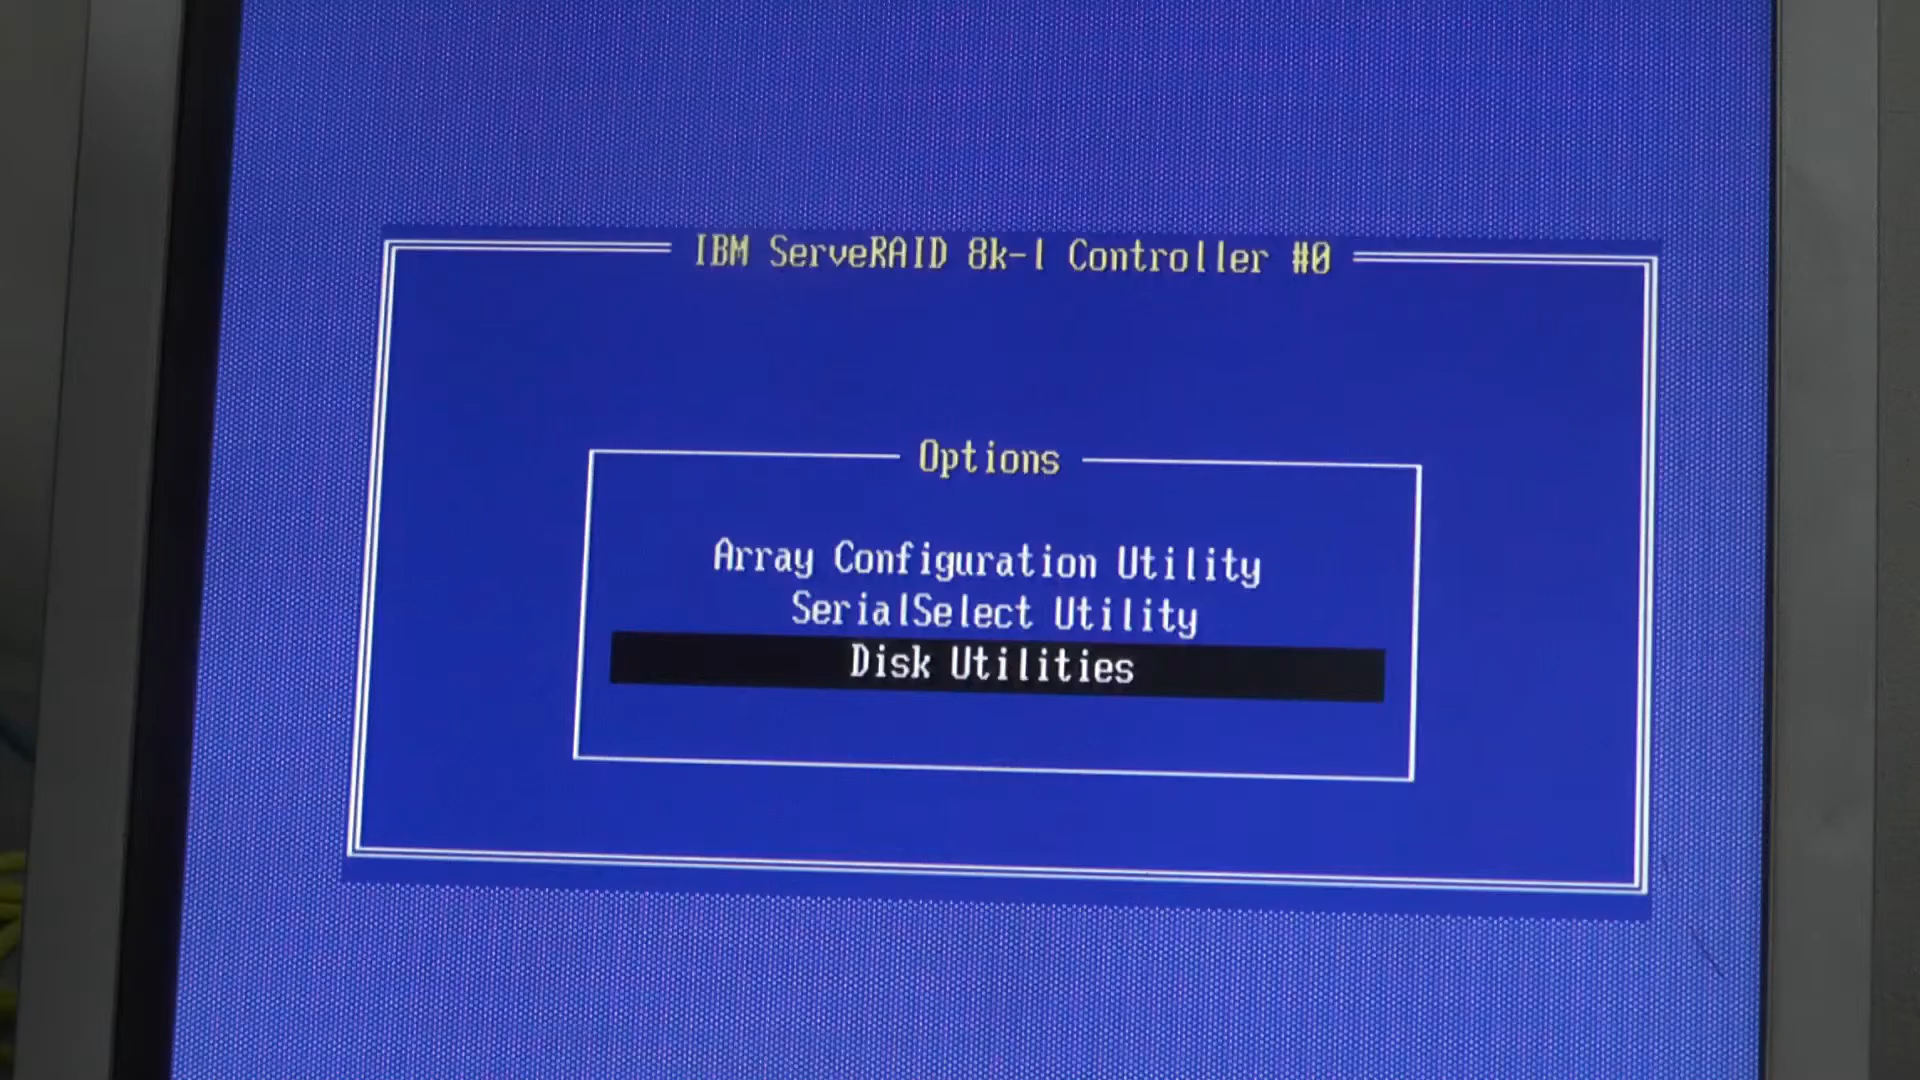 IBM ServeRAID 8k-l Controller #0
Options
Array Configuration Utility
SerialSelect Utility
Disk Utilities